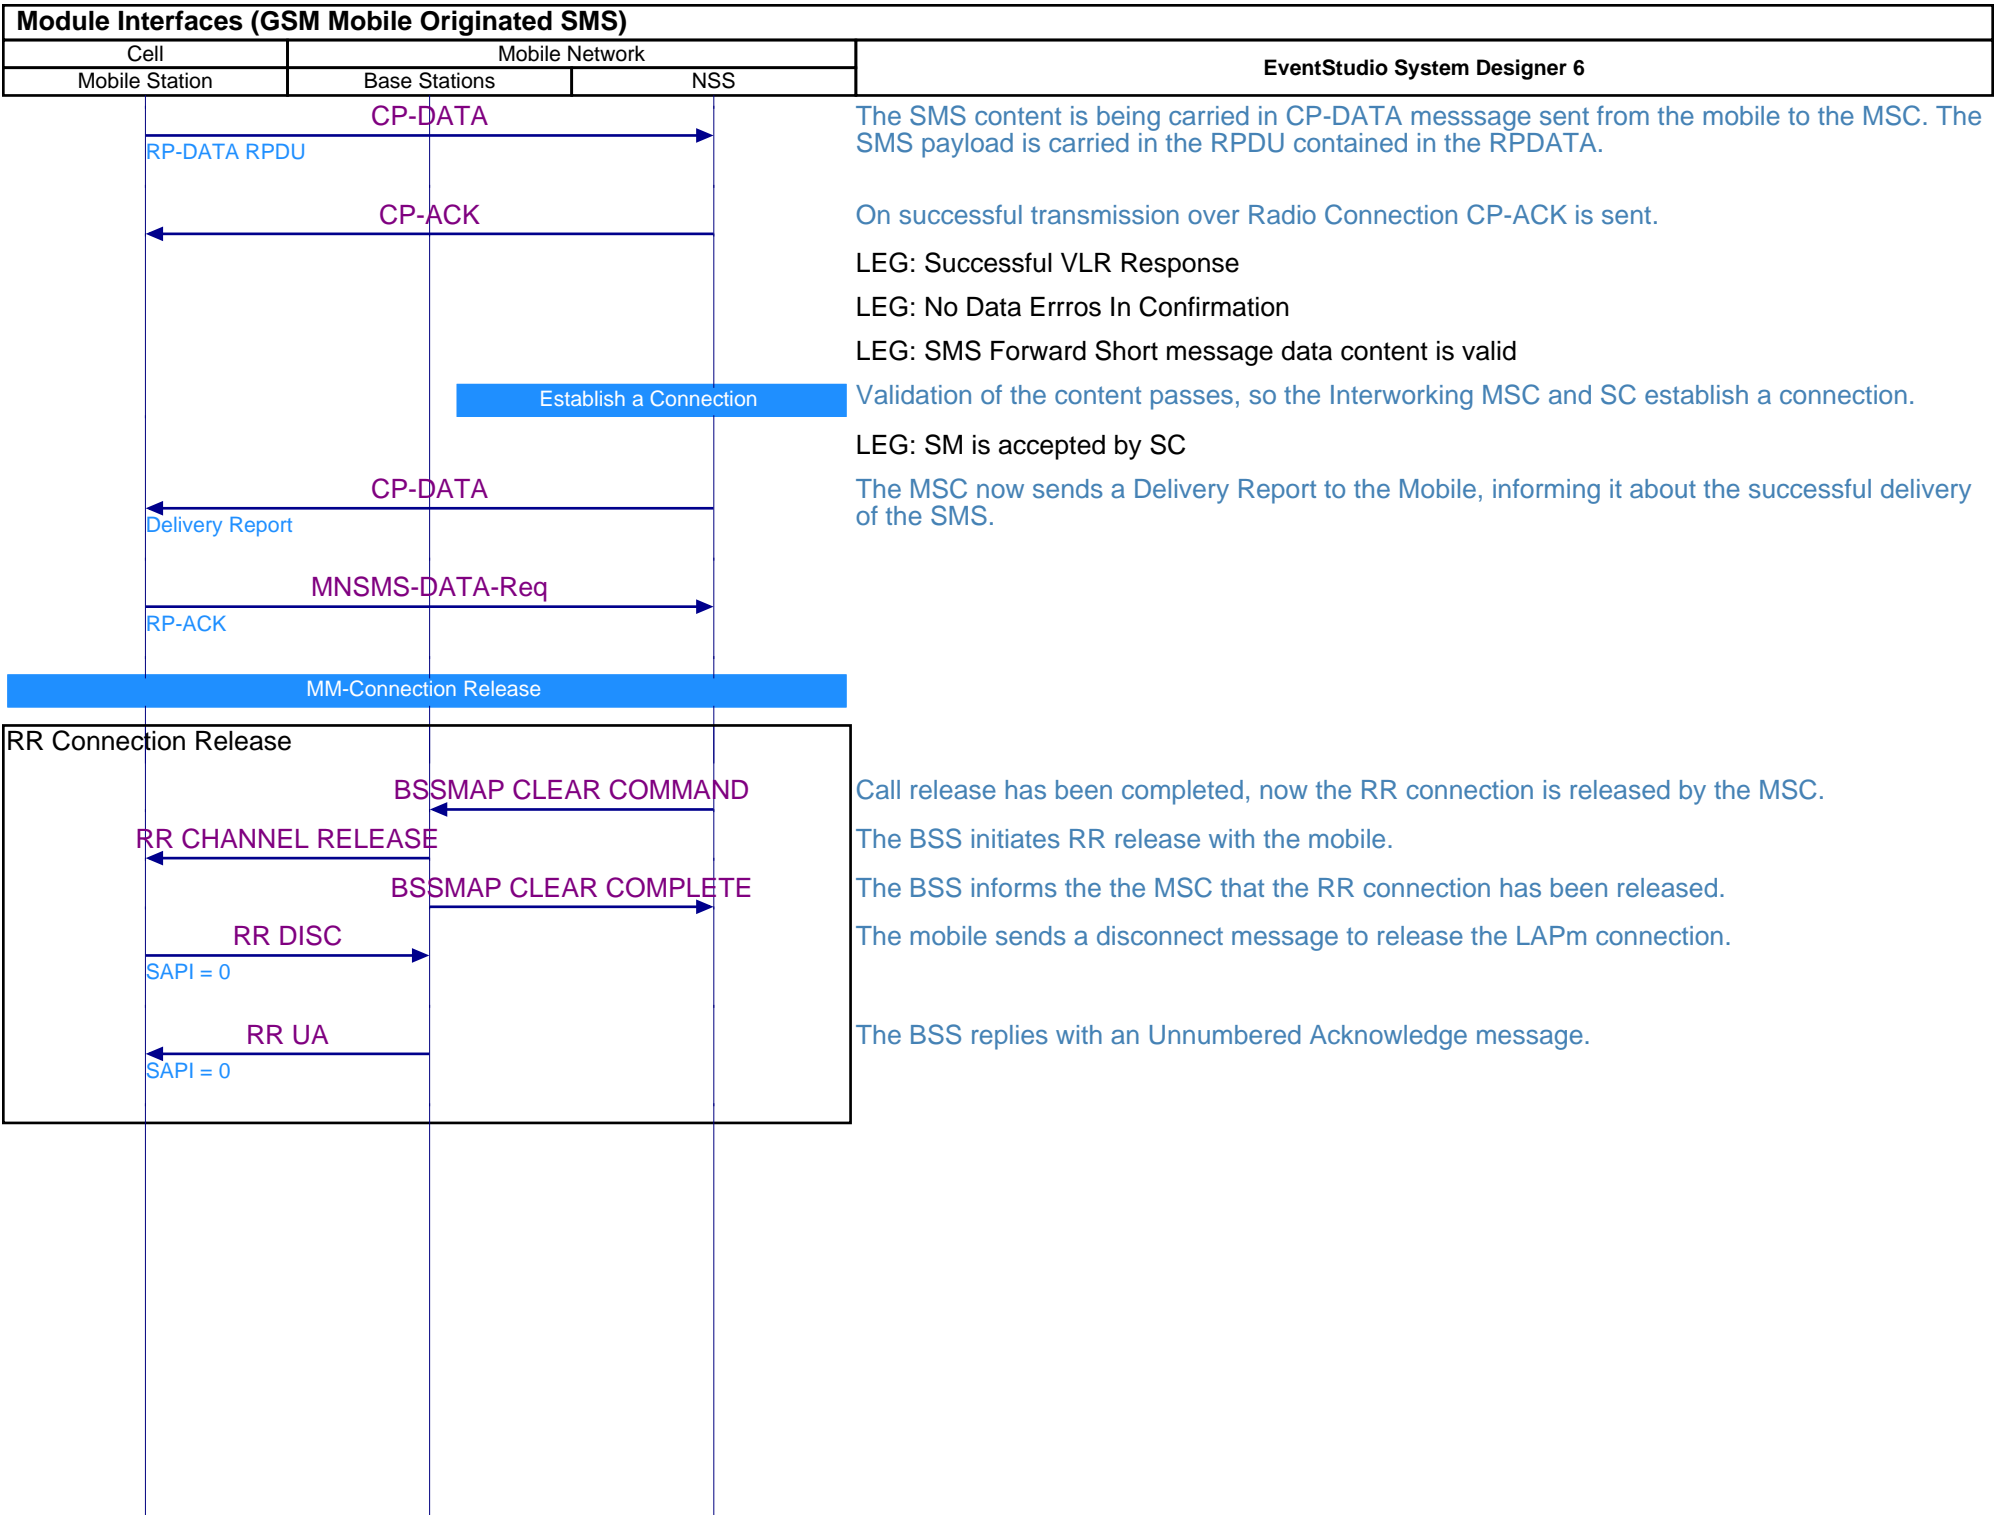 Module Interfaces (GSM Mobile Originated SMS)
Cell
Mobile Network
EventStudio System Designer 6
Mobile Station
Base Stations
NSS
CP-DATA
RP-DATA RPDU
The SMS content is being carried in CP-DATA messsage sent from the mobile to the MSC. The
SMS payload is carried in the RPDU contained in the RPDATA.
CP-ACK
On successful transmission over Radio Connection CP-ACK is sent.
LEG: Successful VLR Response
LEG: No Data Errros In Confirmation
LEG: SMS Forward Short message data content is valid
Establish a Connection
Validation of the content passes, so the Interworking MSC and SC establish a connection.
LEG: SM is accepted by SC
CP-DATA
Delivery Report
The MSC now sends a Delivery Report to the Mobile, informing it about the successful delivery
of the SMS.
MNSMS-DATA-Req
RP-ACK
MM-Connection Release
RR Connection Release
BSSMAP CLEAR COMMAND
Call release has been completed, now the RR connection is released by the MSC.
RR CHANNEL RELEASE
The BSS initiates RR release with the mobile.
BSSMAP CLEAR COMPLETE
The BSS informs the the MSC that the RR connection has been released.
RR DISC
SAPI = 0
The mobile sends a disconnect message to release the LAPm connection.
RR UA
SAPI = 0
The BSS replies with an Unnumbered Acknowledge message.